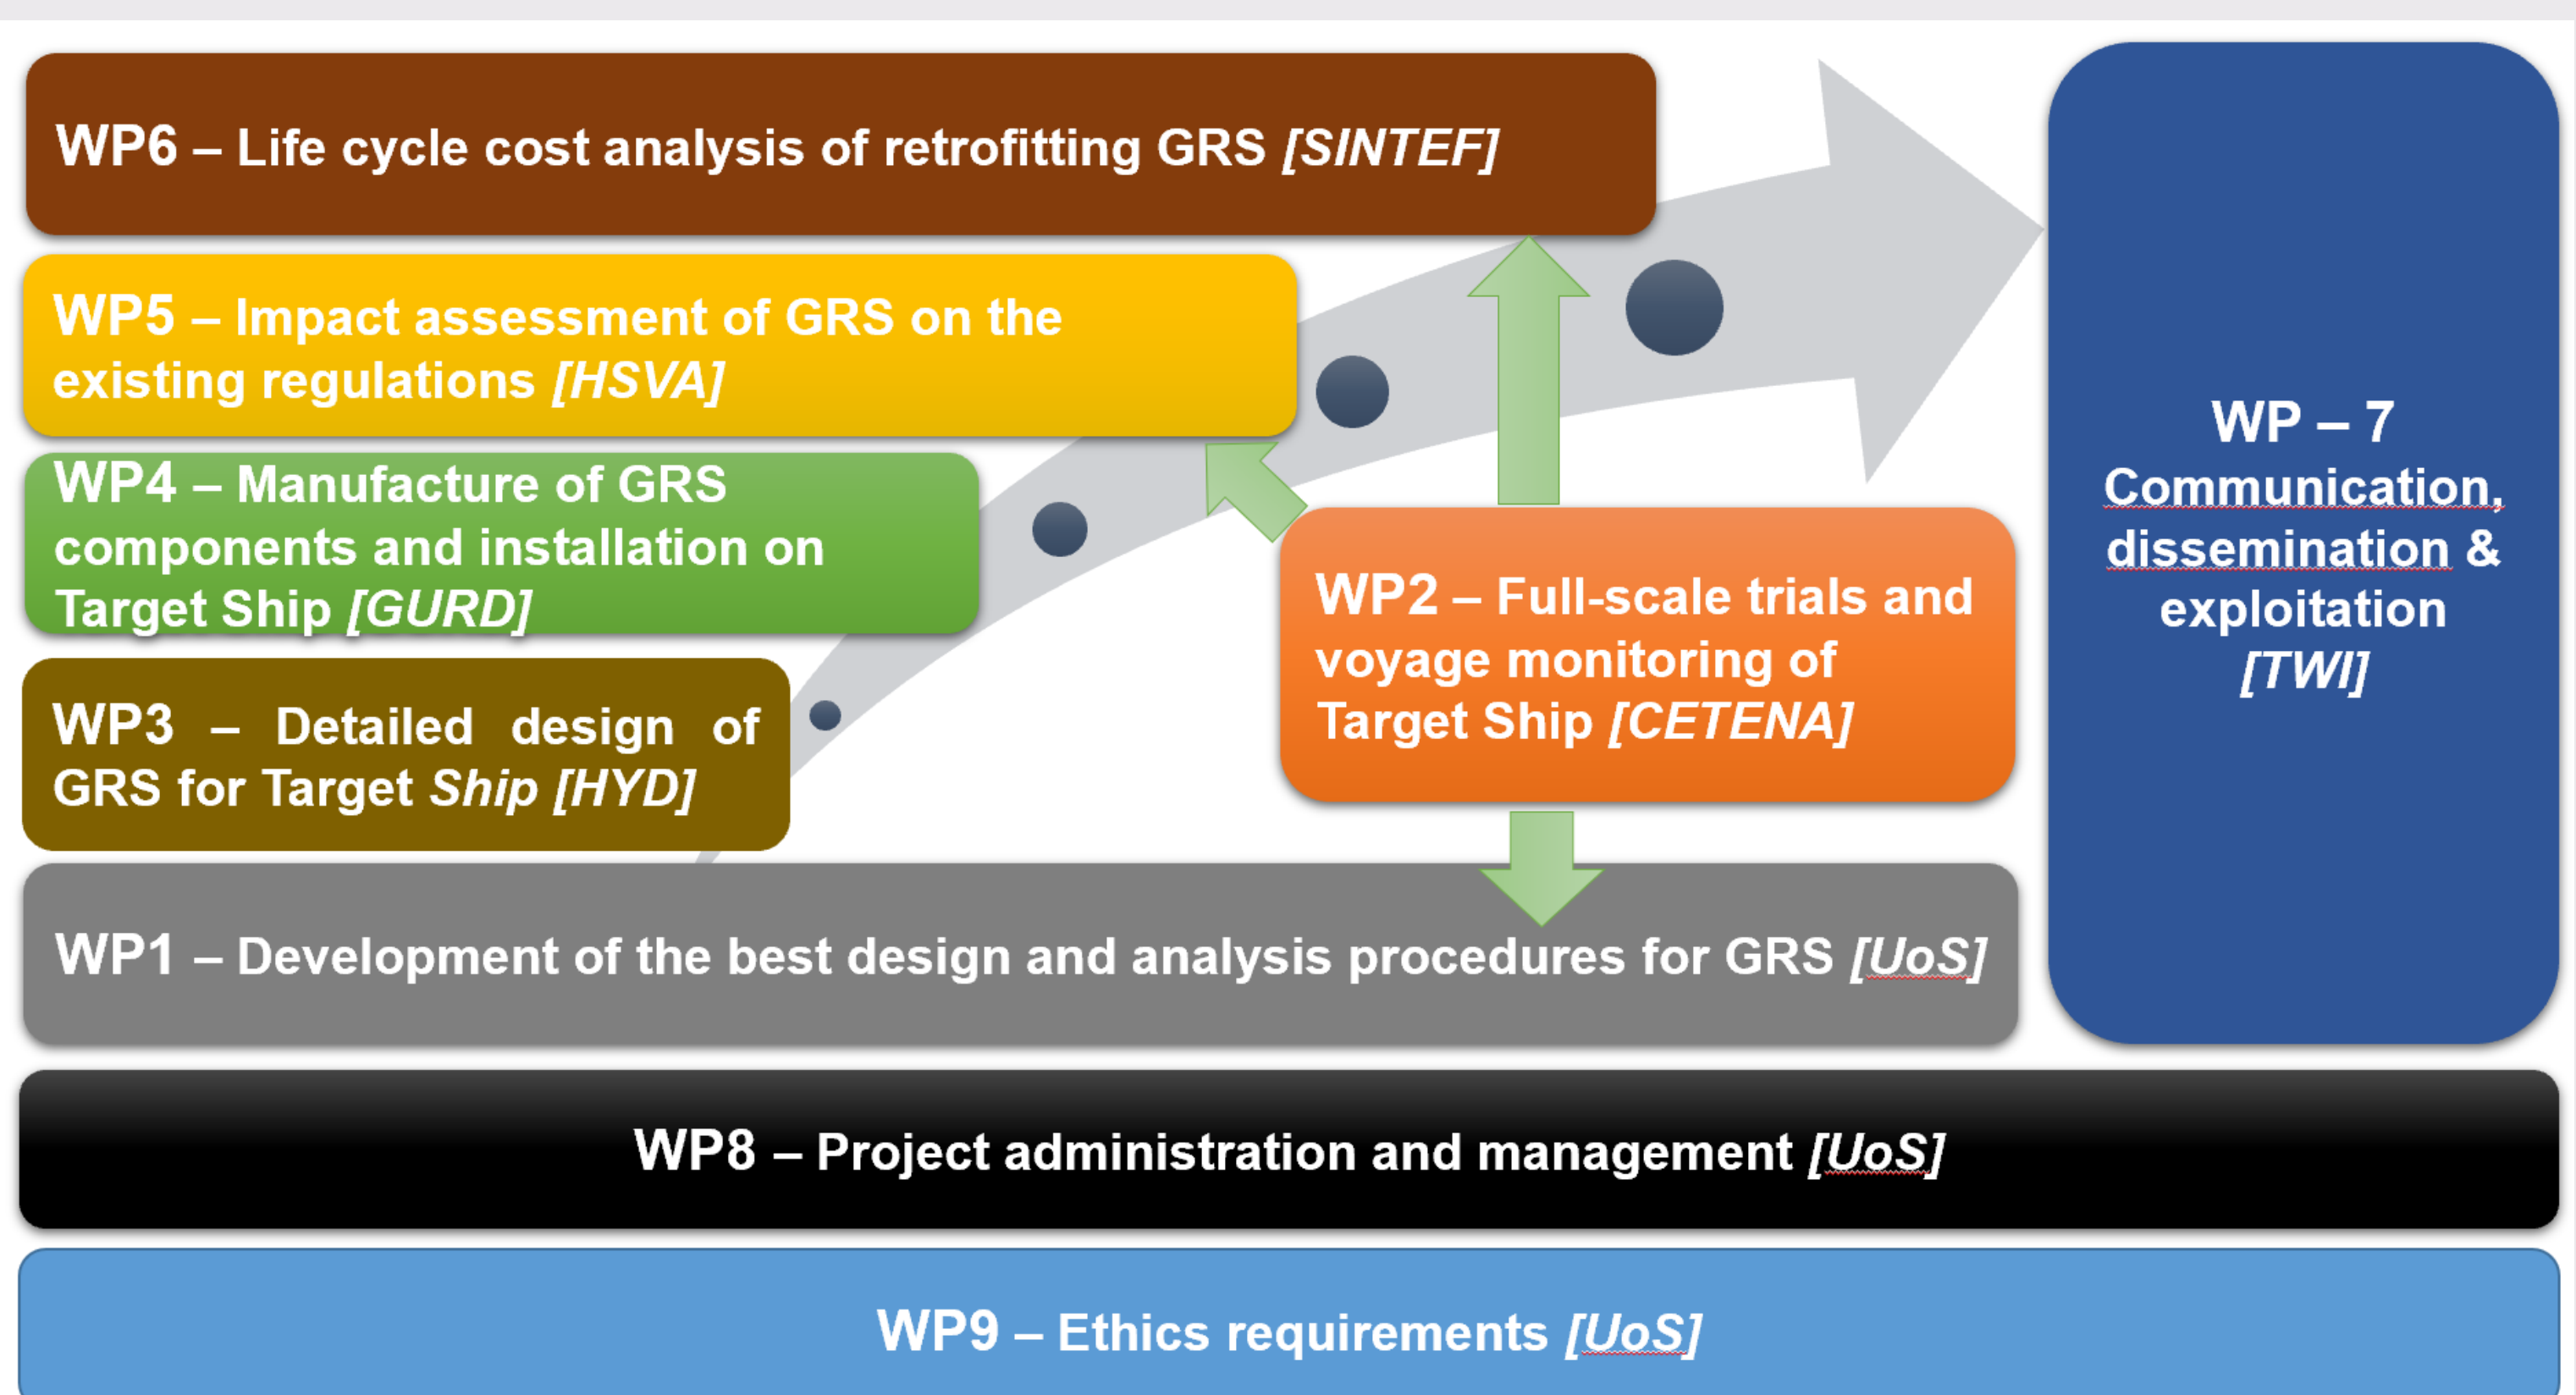 WP6 – Life cycle cost analysis of retrofitting GRS [SINTEF]
WP5 – Impact assessment of GRS on the
existing regulations [HSVA]
WP4 – Manufacture of GRS
components and installation on
Target Ship [GURD]
WP3 – Detailed design of
GRS for Target Ship [HYD]
WP2 – Full-scale trials and
voyage monitoring of
Target Ship [CETENA]
WP1 – Development of the best design and analysis procedures for GRS [UoS]
WP – 7
Communication,
dissemination &
exploitation
[TWI]
WP8 – Project administration and management [UoS]
WP9 – Ethics requirements [UoS]